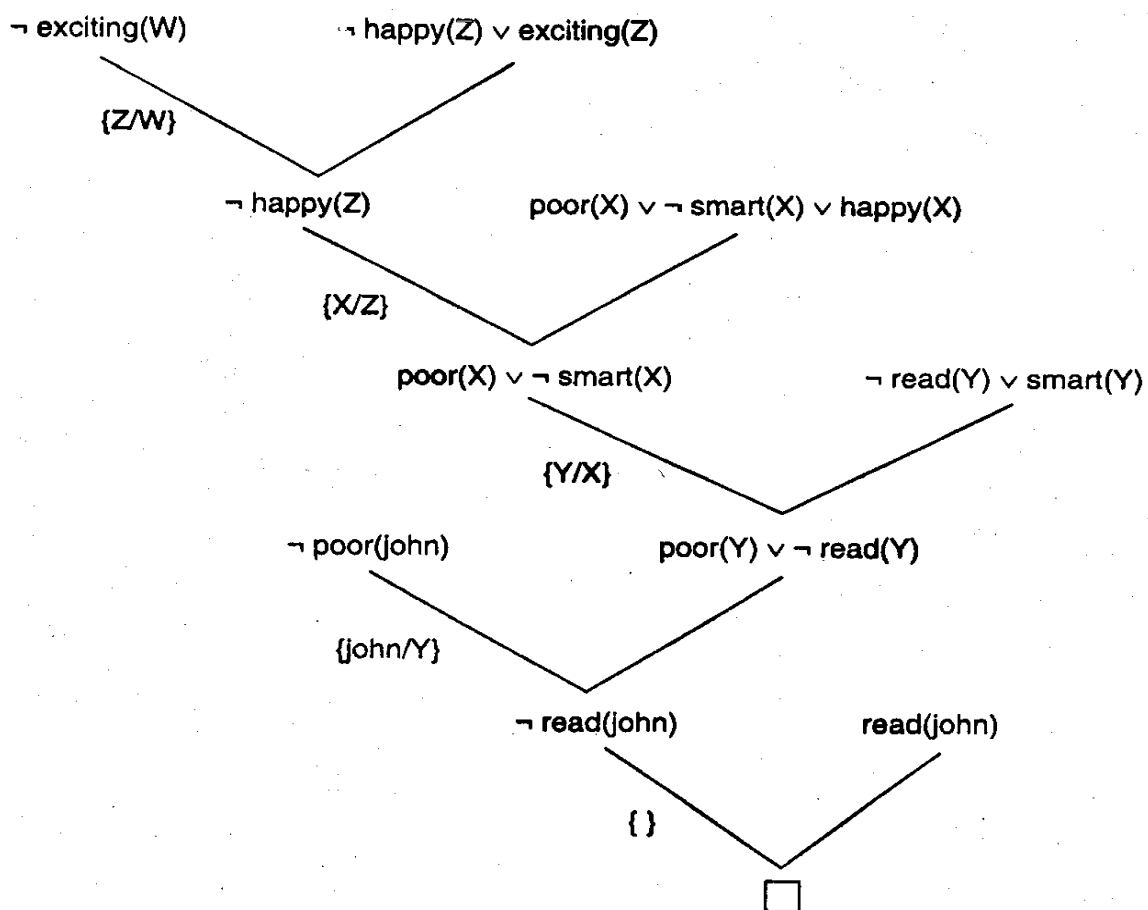 ¬ exciting(W) ¬ happy(Z) ∨ exciting(Z)
{Z/W}
¬ happy(Z) poor(X) ∨ ¬ smart(X) ∨ happy(X)
{X/Z}
poor(X) ∨ ¬ smart(X) ¬ read(Y) ∨ smart(Y)
{Y/X}
¬ poor(john) poor(Y) ∨ ¬ read(Y)
{john/Y}
¬ read(john) read(john)
{ }